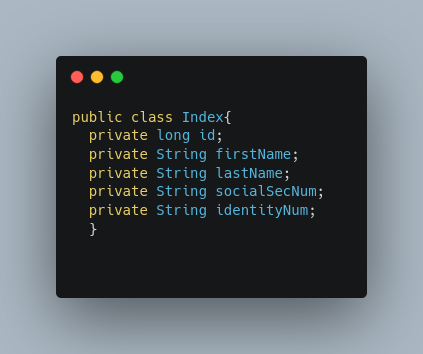 public class Index{
  private long id;
  private String firstName;
  private String lastName;
  private String socialSecNum;
  private String identityNum;
  }